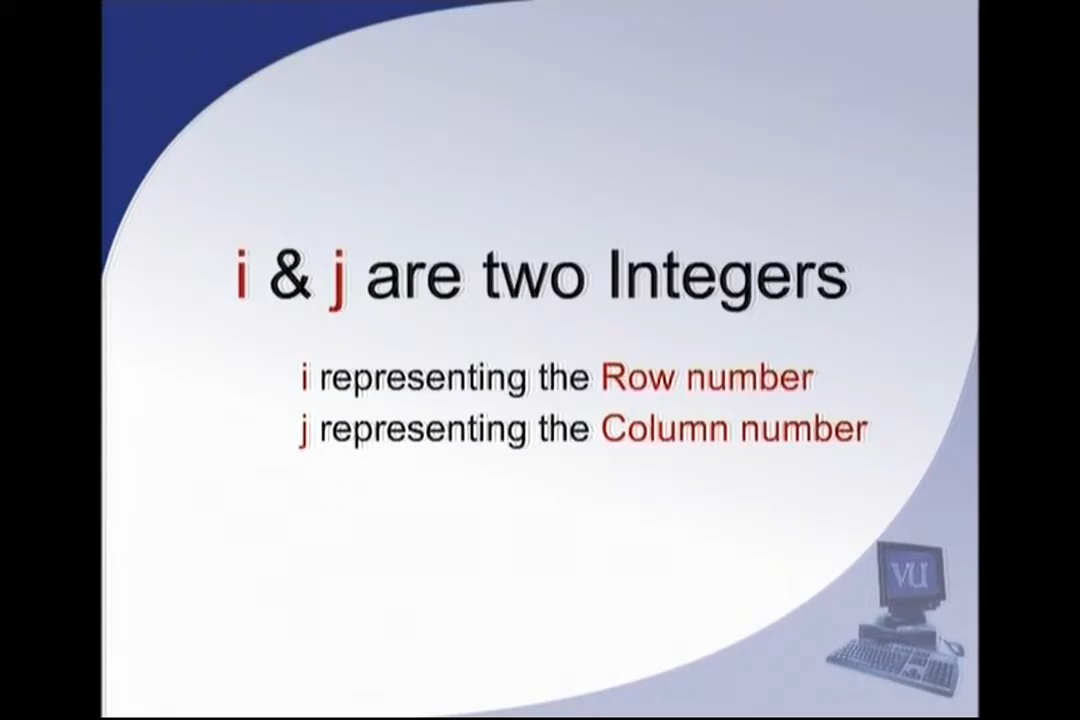 i & j are two Integers
i representing the Row number
j representing the Column number
VU